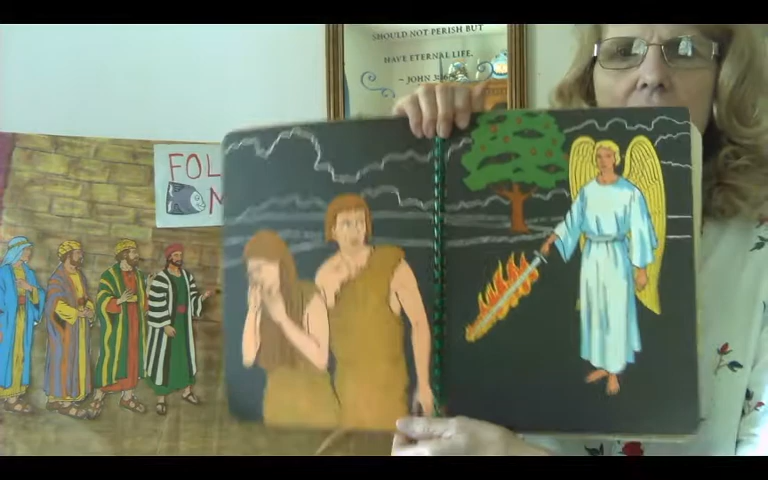 SHOULD NOT PERISH BUT
HAVE ETERNAL LIFE.
~ JOHN 3:16
FOL
M